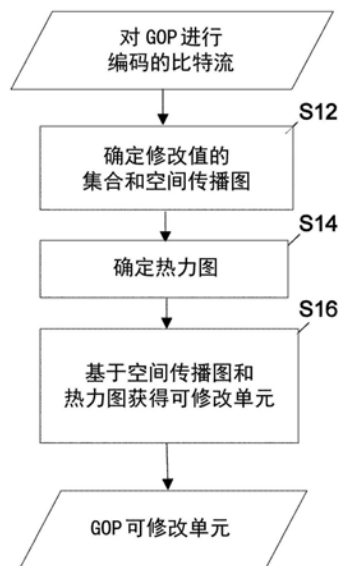 对 GOP 进行
编码的比特流
S12
确定修改值的
集合和空间传播图
S14
确定热力图
S16
基于空间传播图和
热力图获得可修改单元
GOP 可修改单元